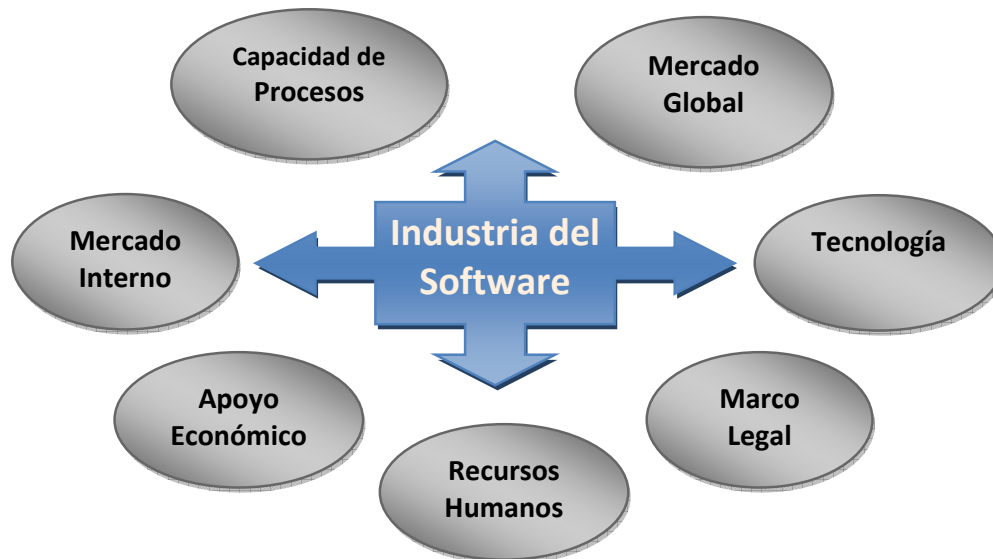 Capacidad de
Procesos
Mercado
Global
Mercado
Interno
Industria del
Software
Tecnología
Apoyo
Económico
Marco
Legal
Recursos
Humanos